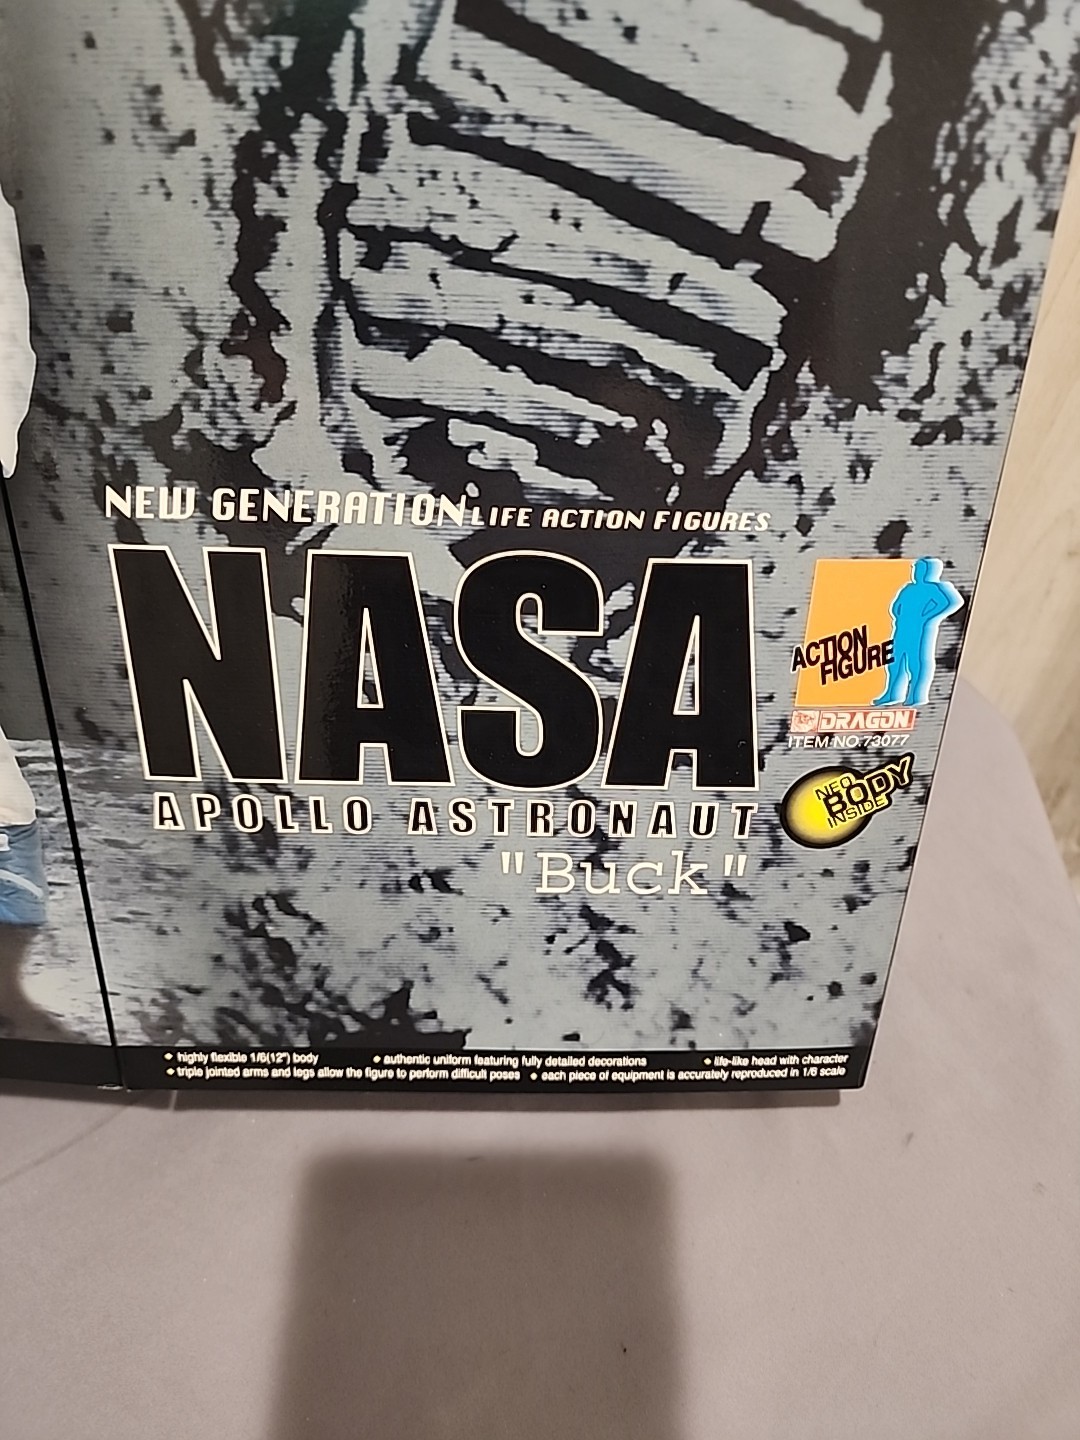 NEW GENERATION LIFE ACTION FIGURES
NASA
APOLLO ASTRONAUT
"Buck"
ACTION
FIGURE
DRAGON
ITEM NO. 73077
NEO
BODY
INSIDE
• highly flexible 1/6(12") body • authentic uniform featuring fully detailed decorations • life-like head with character
• triple jointed arms and legs allow the figure to perform difficult poses • each piece of equipment is accurately reproduced in 1/6 scale